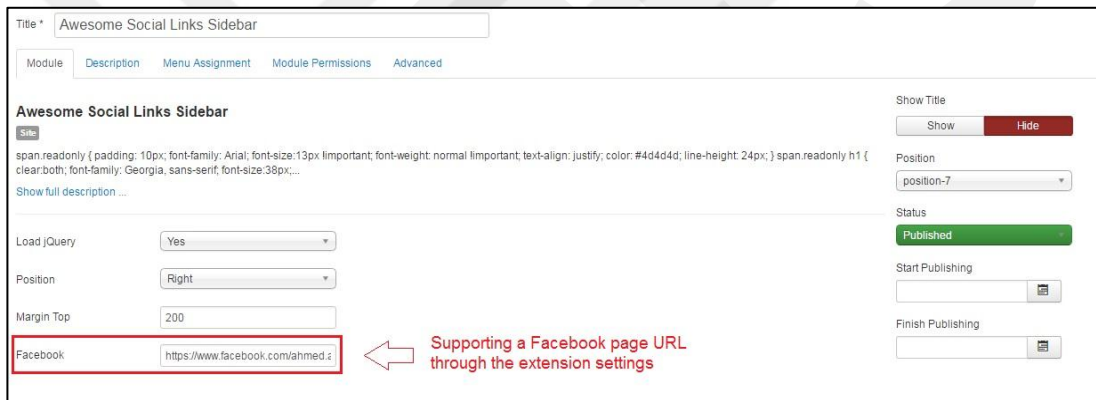 Title * Awesome Social Links Sidebar
Module Description Menu Assignment Module Permissions Advanced
Awesome Social Links Sidebar
Site
span.readonly { padding: 10px; font-family: Arial; font-size:13px !important; font-weight: normal !important; text-align: justify; color: #4d4d4d; line-height: 24px; } span.readonly h1 {
clear:both; font-family: Georgia, sans-serif; font-size:38px;...
Show full description ...
Load jQuery Yes
Position Right
Margin Top 200
Facebook https://www.facebook.com/ahmed.a
Supporting a Facebook page URL
through the extension settings
Show Title
Show Hide
Position
position-7
Status
Published
Start Publishing
Finish Publishing